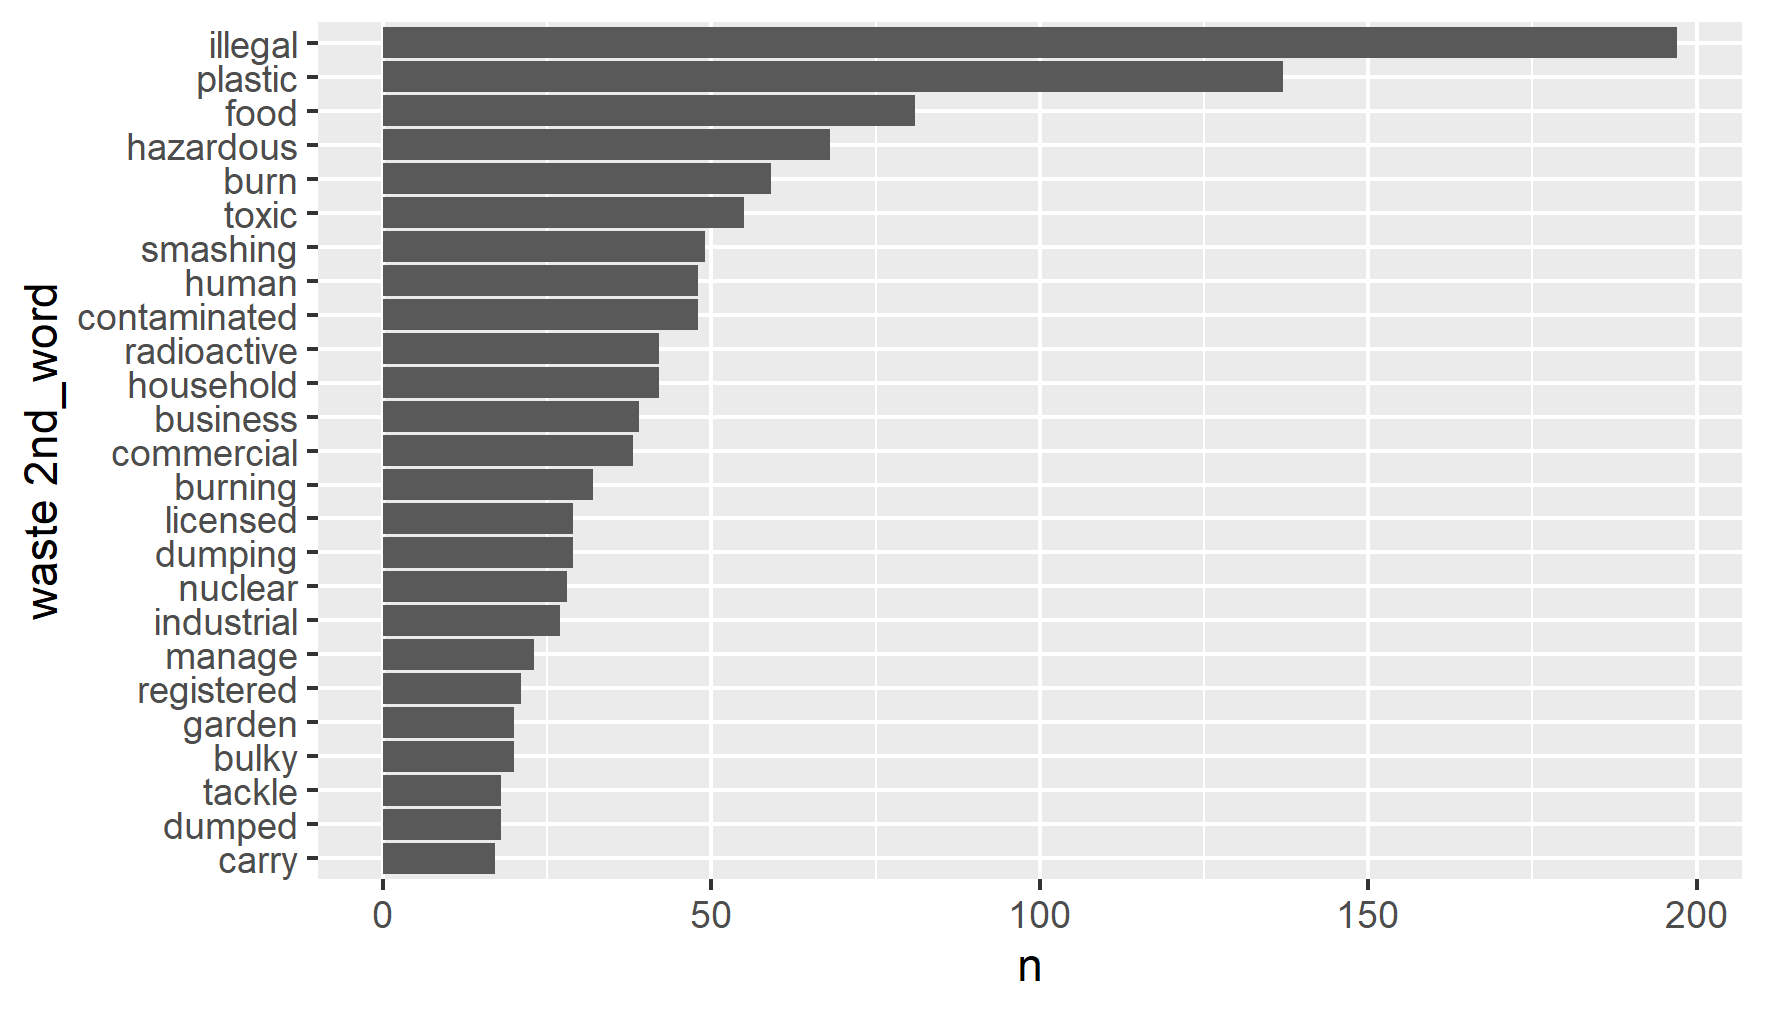 illegal
plastic
food
hazardous
burn
toxic
smashing
human
contaminated
radioactive
household
business
commercial
burning
licensed
dumping
nuclear
industrial
manage
registered
garden
bulky
tackle
dumped
carry
waste 2nd_word
0 50 100 150 200
n